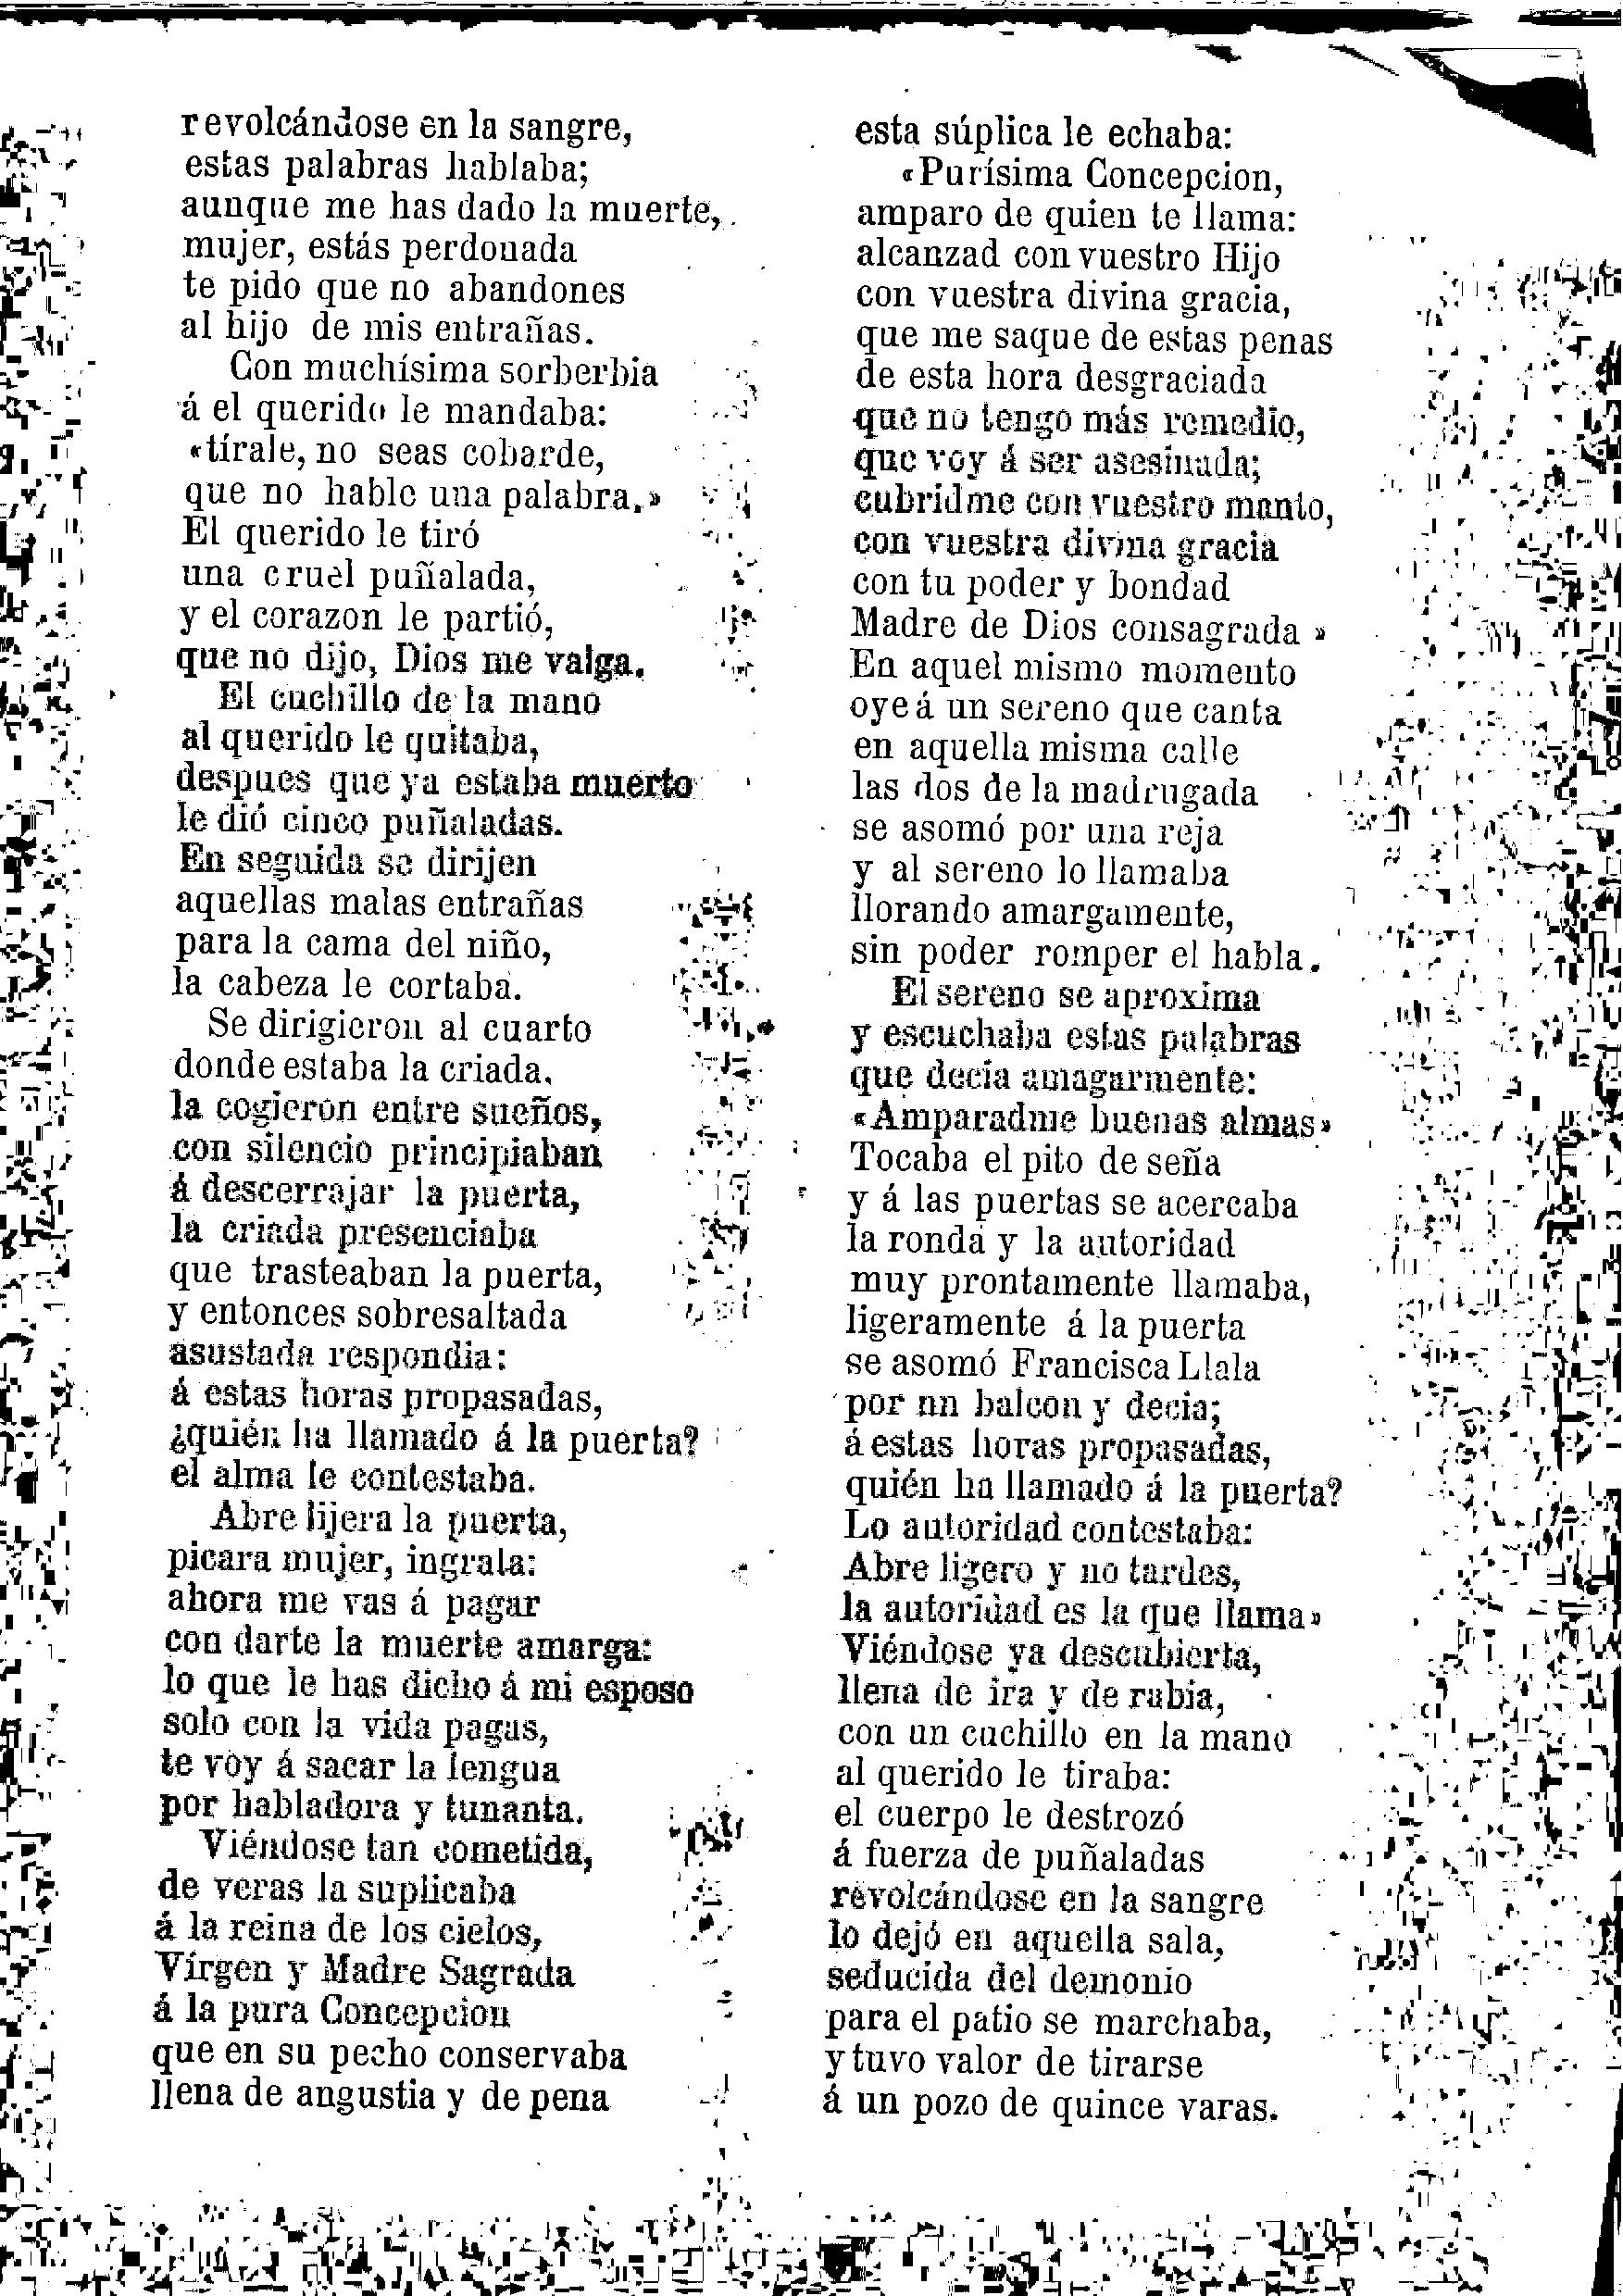 revolcándose en la sangre,
estas palabras hablaba;
aunque me has dado la muerte,
mujer, estás perdonada
te pido que no abandones
al hijo de mis entrañas.
Con muchísima sorberbia
á el querido le mandaba:
«tírale, no seas cobarde,
que no hable una palabra.»
El querido le tiró
una cruel puñalada,
y el corazon le partió,
que no dijo, Dios me valga.
El cuchillo de la mano
al querido le quitaba,
despues que ya estaba muerto
le dió cinco puñaladas.
En seguida se dirijen
aquellas malas entrañas
para la cama del niño,
la cabeza le cortaba.
Se dirigieron al cuarto
donde estaba la criada.
la cogieron entre sueños,
con silencio principiaban
á descerrajar la puerta,
la criada presenciaba
que trasteaban la puerta,
y entonces sobresaltada
asustada respondia:
á estas horas propasadas,
¿quién ha llamado á la puerta?
el alma le contestaba.
Abre lijera la puerta,
picara mujer, ingrala:
ahora me vas á pagar
con darte la muerte amarga:
lo que le has dicho á mi esposo
solo con la vida pagas,
te voy á sacar la lengua
por habladora y tunanta.
Viéndose tan cometida,
de veras la suplicaba
á la reina de los cielos,
Vírgen y Madre Sagrada
á la pura Concepcion
que en su pecho conservaba
llena de angustia y de pena
esta súplica le echaba:
«Purísima Concepcion,
amparo de quien te llama:
alcanzad con vuestro Hijo
con vuestra divina gracia,
que me saque de estas penas
de esta hora desgraciada
que no tengo más remedio,
que voy á ser asesinada;
cubridme con vuestro manto,
con vuestra divina gracia
con tu poder y bondad
Madre de Dios consagrada »
En aquel mismo momento
oye á un sereno que canta
en aquella misma calle
las dos de la madrugada
se asomó por una reja
y al sereno lo llamaba
llorando amargamente,
sin poder romper el habla.
El sereno se aproxima
y escuchaba estas palabras
que decia amagarmente:
«Amparadme buenas almas»
Tocaba el pito de seña
y á las puertas se acercaba
la ronda y la autoridad
muy prontamente llamaba,
ligeramente á la puerta
se asomó Francisca Llala
por nn balcon y decia;
á estas horas propasadas,
quién ha llamado á la puerta?
Lo autoridad contestaba:
Abre ligero y no tardes,
la autoridad es la que llama»
Viéndose ya descubierta,
llena de ira y de rabia,
con un cuchillo en la mano
al querido le tiraba:
el cuerpo le destrozó
á fuerza de puñaladas
revolcándose en la sangre
lo dejó en aquella sala,
seducida del demonio
para el patio se marchaba,
y tuvo valor de tirarse
á un pozo de quince varas.